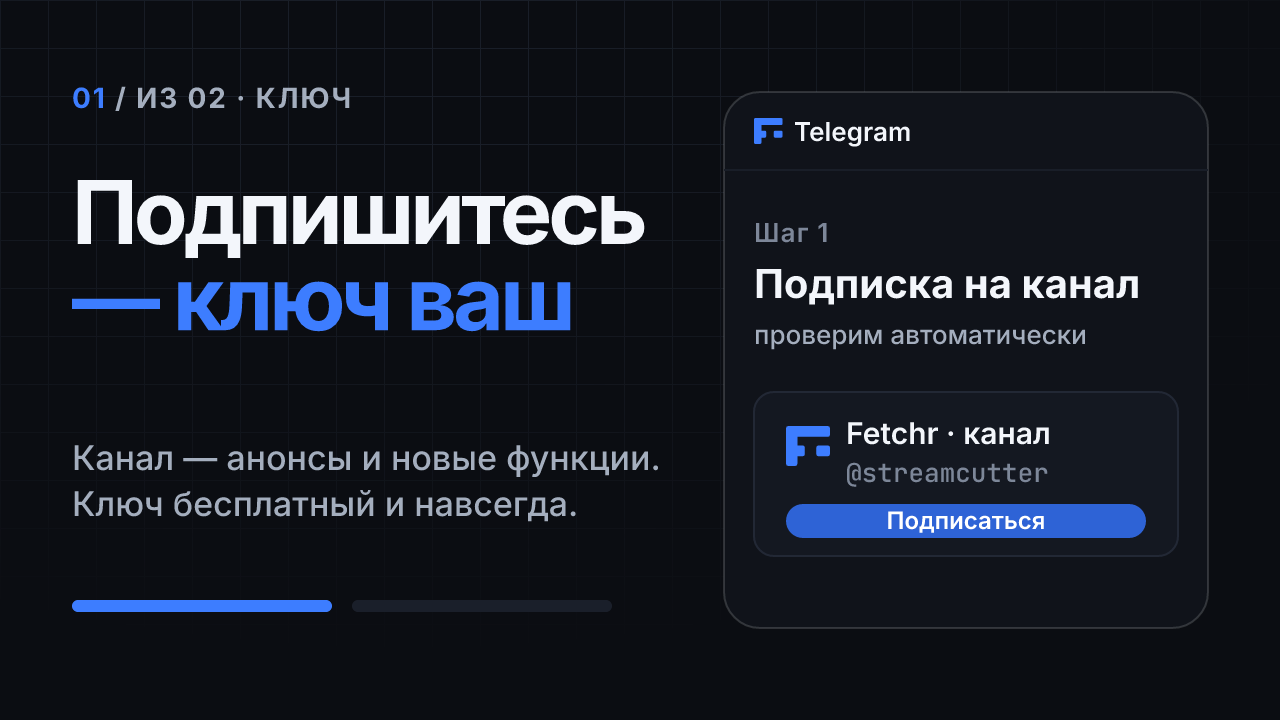 01 / ИЗ 02 · КЛЮЧ
Подпишитесь
— ключ ваш
Канал — анонсы и новые функции.
Ключ бесплатный и навсегда.
Telegram
Шаг 1
Подписка на канал
проверим автоматически
Fetchr · канал
@streamcutter
Подписаться